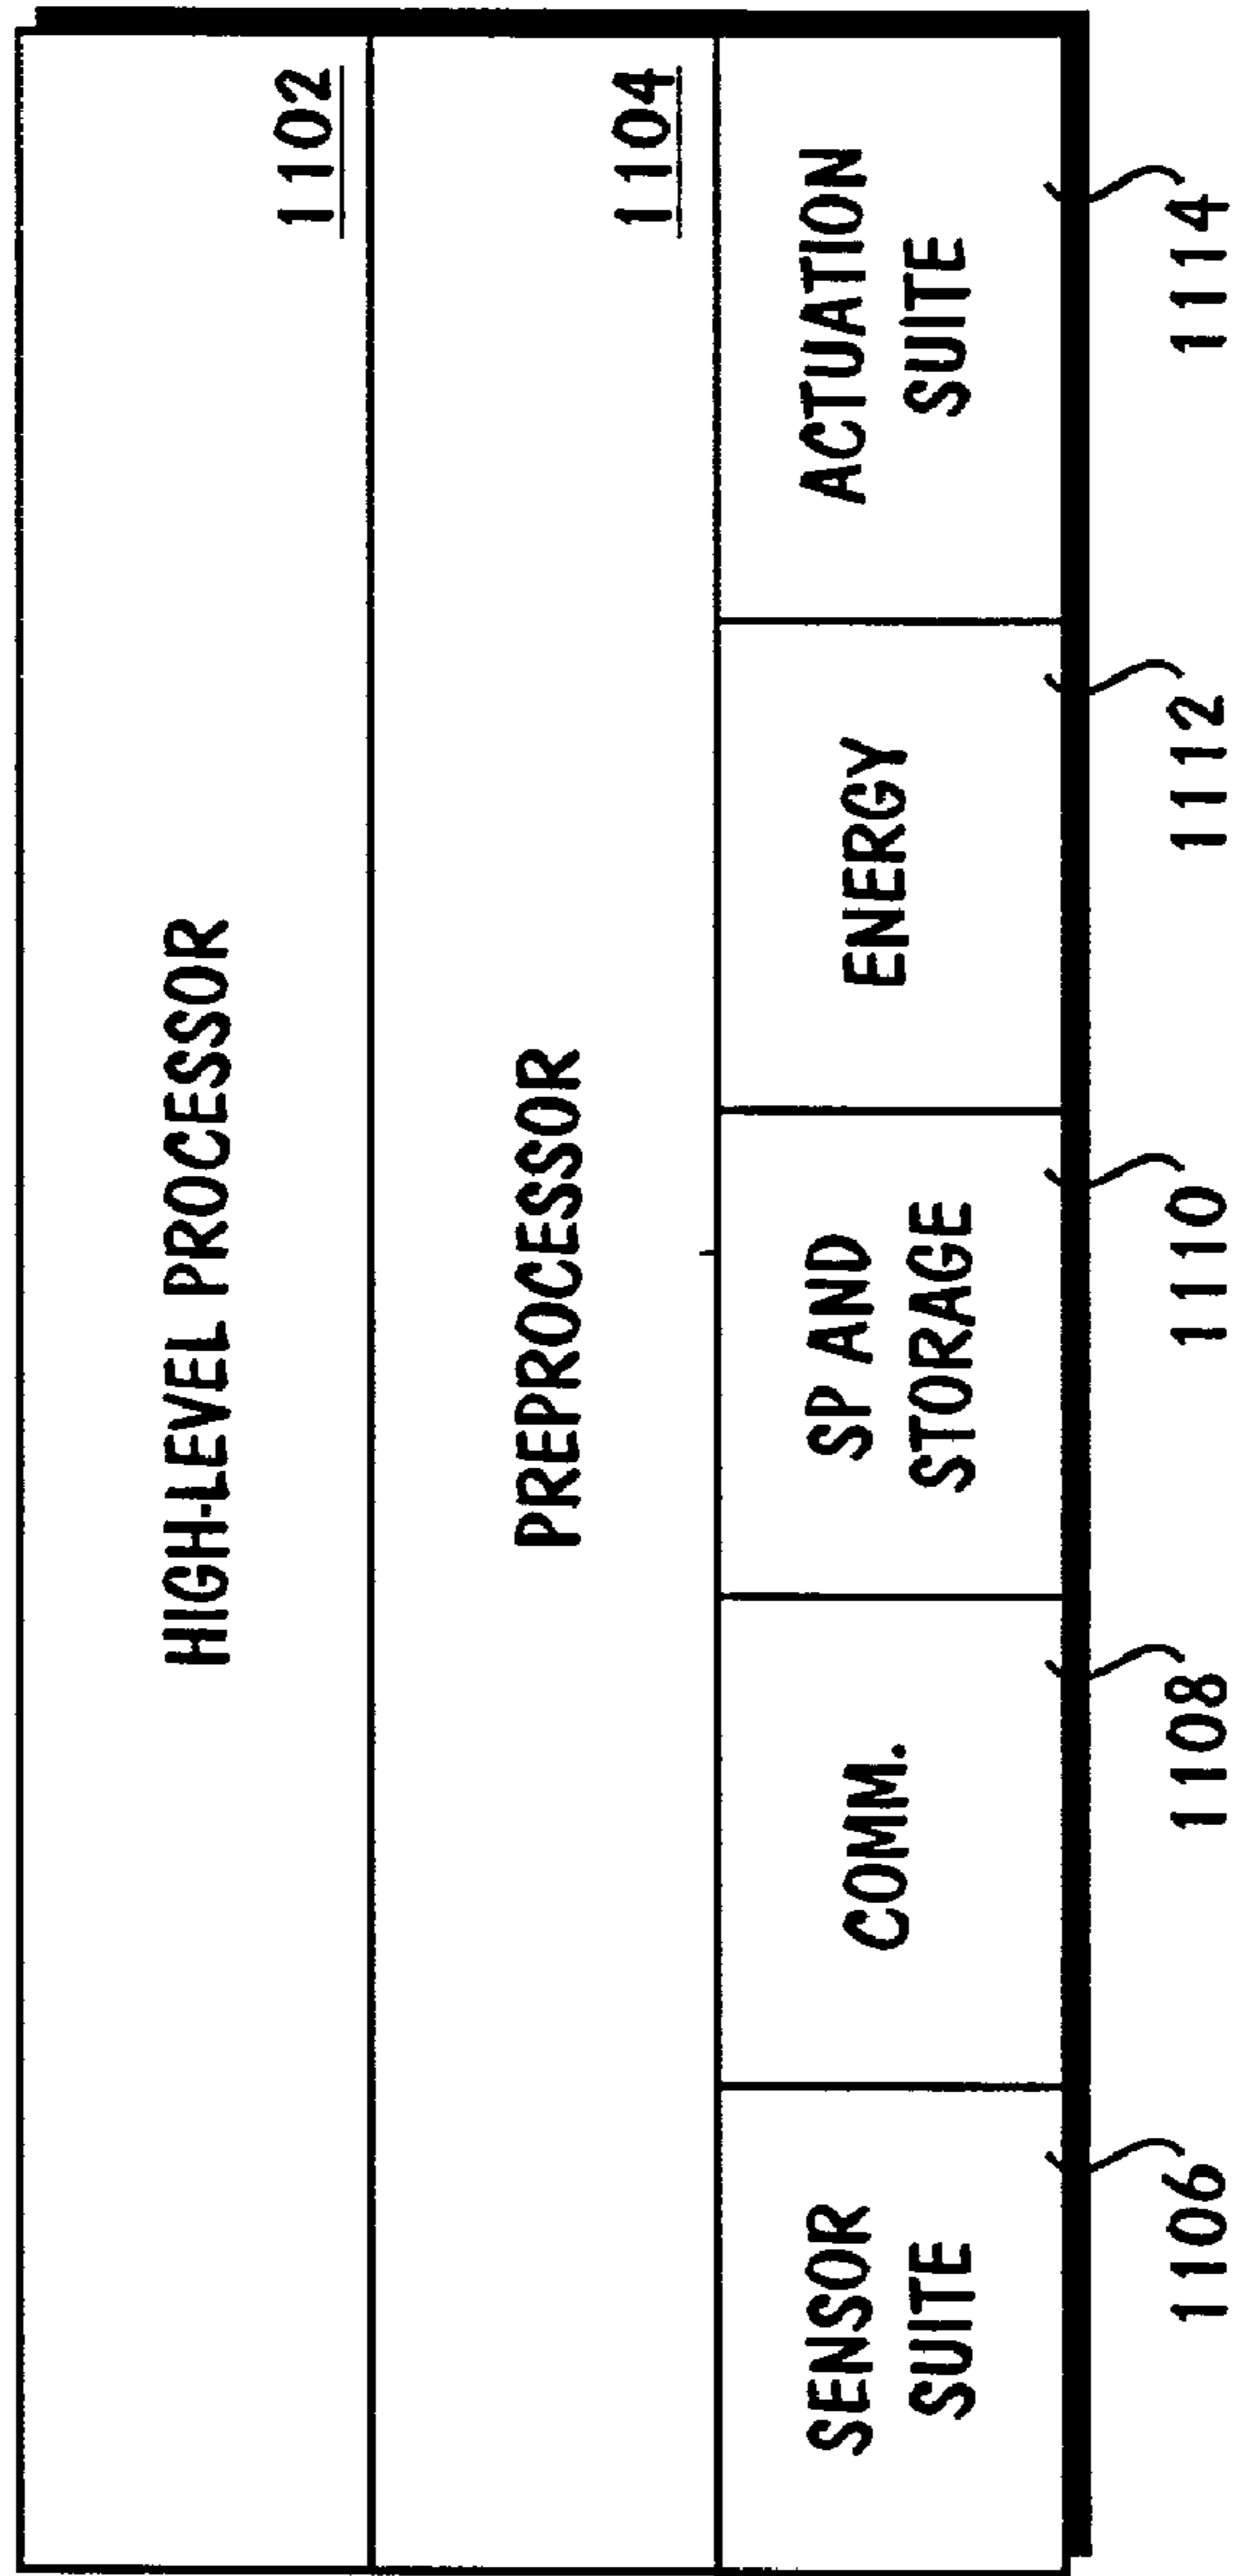 HIGH-LEVEL PROCESSOR
1102
PREPROCESSOR
1104
SENSOR
SUITE
COMM.
SP AND
STORAGE
ENERGY
ACTUATION
SUITE
1106
1108
1110
1112
1114